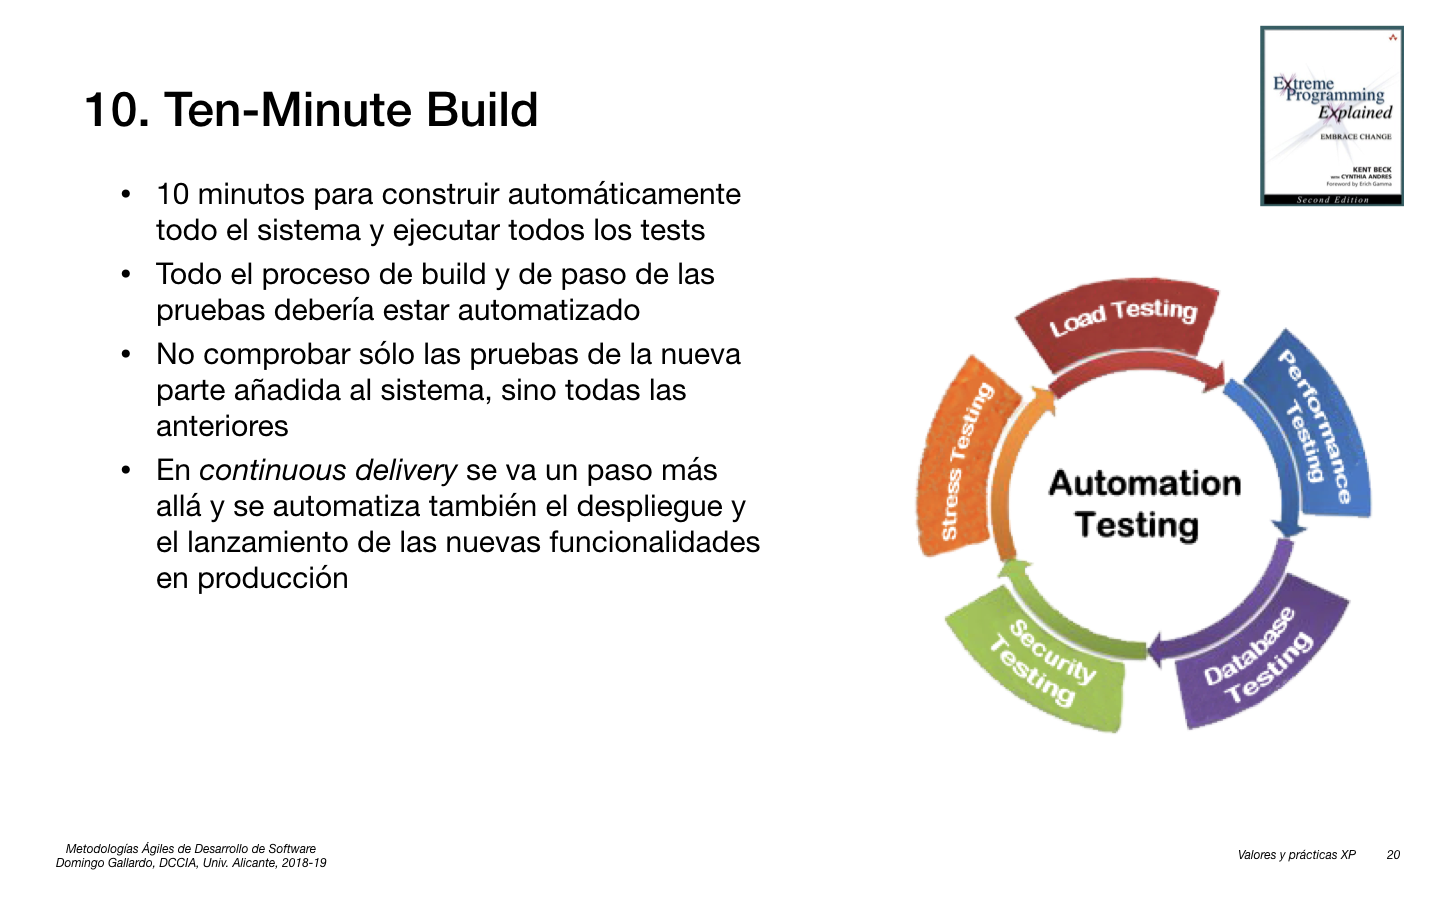 10. Ten-Minute Build
• 10 minutos para construir automáticamente
todo el sistema y ejecutar todos los tests
• Todo el proceso de build y de paso de las
pruebas debería estar automatizado
• No comprobar sólo las pruebas de la nueva
parte añadida al sistema, sino todas las
anteriores
• En continuous delivery se va un paso más
allá y se automatiza también el despliegue y
el lanzamiento de las nuevas funcionalidades
en producción
Extreme
Programming
Explained
EMBRACE CHANGE
KENT BECK
WITH CYNTHIA ANDRES
Foreword by Erich Gamma
Second Edition
Load Testing
Performance
Testing
Database
Testing
Security
Testing
Stress Testing
Automation
Testing
Metodologías Ágiles de Desarrollo de Software
Domingo Gallardo, DCCIA, Univ. Alicante, 2018-19
Valores y prácticas XP 20